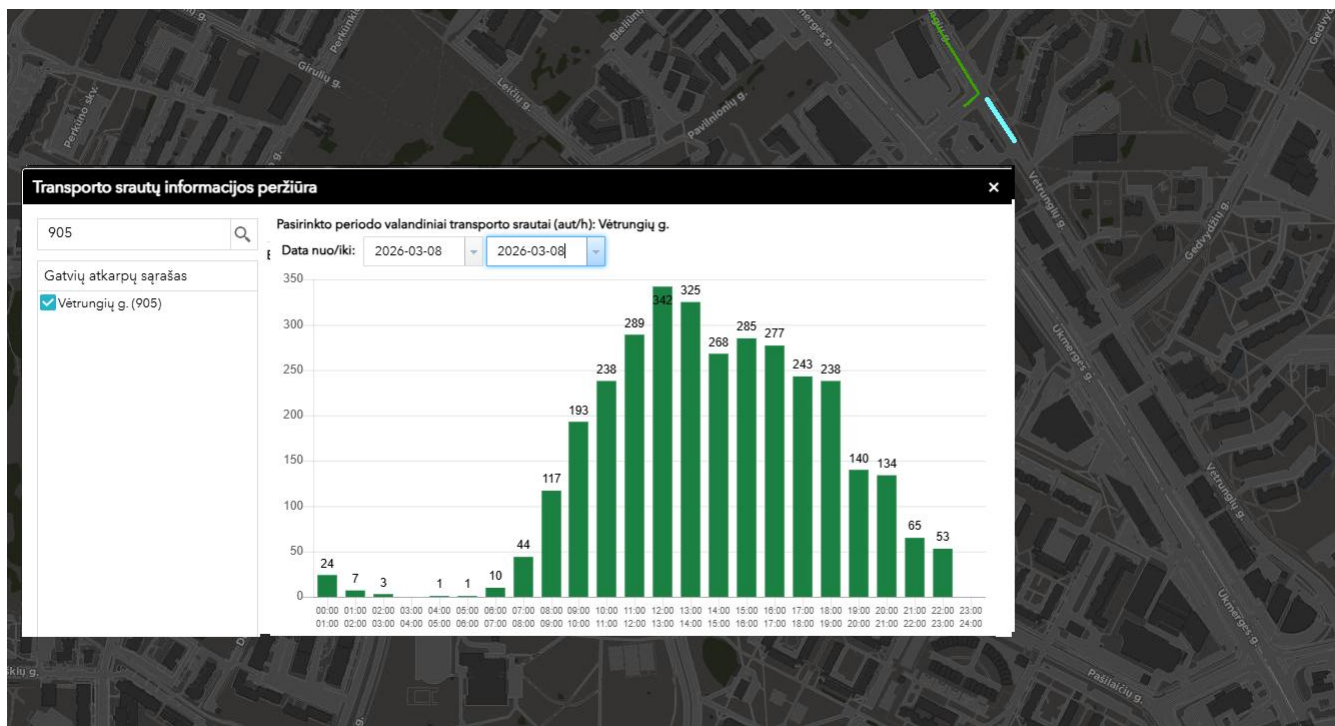 Perkūnkie
Girulių g.
Perkūno sky.
Leičių g.
Bieliūnų
Pavilnionių g.
Ukmergės g.
Gedvydž
Transporto srautų informacijos peržiūra
×
905
Gatvių atkarpų sąrašas
Vėtrungių g. (905)
Pasirinkto periodo valandiniai transporto srautai (aut/h): Vėtrungių g.
Data nuo/iki: 2026-03-08 2026-03-08
350
300
250
200
150
100
50
0
24 7 3 1 1 10 44 117 193 238 289 342 325 268 285 277 243 238 140 134 65 53
00:00 01:00 02:00 03:00 04:00 05:00 06:00 07:00 08:00 09:00 10:00 11:00 12:00 13:00 14:00 15:00 16:00 17:00 18:00 19:00 20:00 21:00 22:00 23:00
01:00 02:00 03:00 04:00 05:00 06:00 07:00 08:00 09:00 10:00 11:00 12:00 13:00 14:00 15:00 16:00 17:00 18:00 19:00 20:00 21:00 22:00 23:00 24:00
Vėtrungių g.
Gedvydžių g.
Ukmergės g.
Vėtrungių g.
Ukmergės g.
Pašilaičių g.